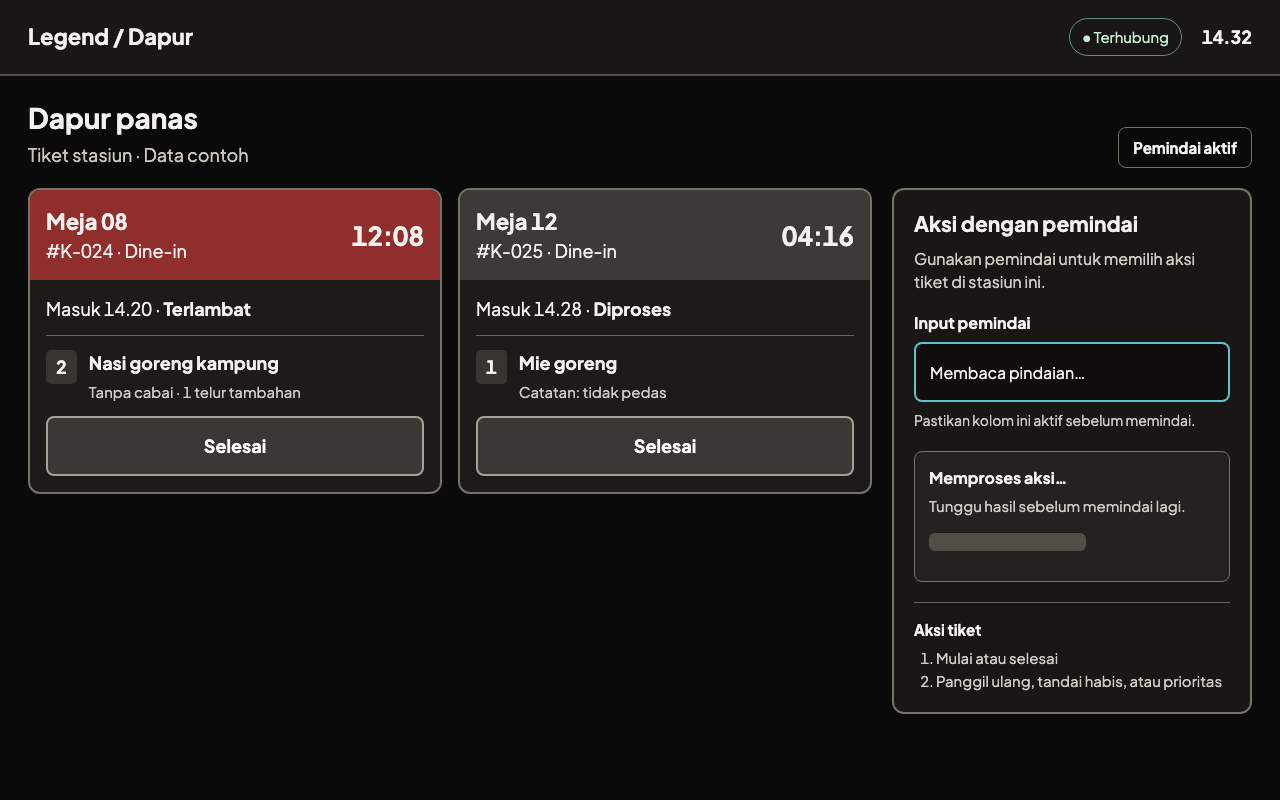 Legend / Dapur
● Terhubung
14.32
Dapur panas
Tiket stasiun · Data contoh
Pemindai aktif
Meja 08
#K-024 · Dine-in
12:08
Masuk 14.20 · Terlambat
2 Nasi goreng kampung
Tanpa cabai · 1 telur tambahan
Selesai
Meja 12
#K-025 · Dine-in
04:16
Masuk 14.28 · Diproses
1 Mie goreng
Catatan: tidak pedas
Selesai
Aksi dengan pemindai
Gunakan pemindai untuk memilih aksi
tiket di stasiun ini.
Input pemindai
Membaca pindaian…
Pastikan kolom ini aktif sebelum memindai.
Memproses aksi…
Tunggu hasil sebelum memindai lagi.
Aksi tiket
1. Mulai atau selesai
2. Panggil ulang, tandai habis, atau prioritas